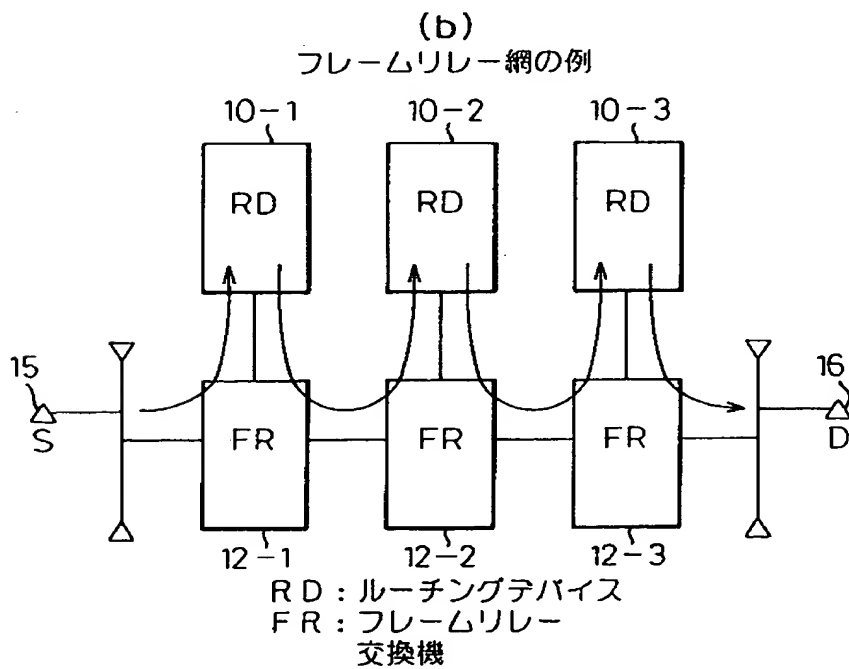 (b)
フレームリレー網の例
10-1 10-2 10-3
RD RD RD
15 16
S FR FR FR D
12-1 12-2 12-3
RD:ルーチングデバイス
FR:フレームリレー
交換機